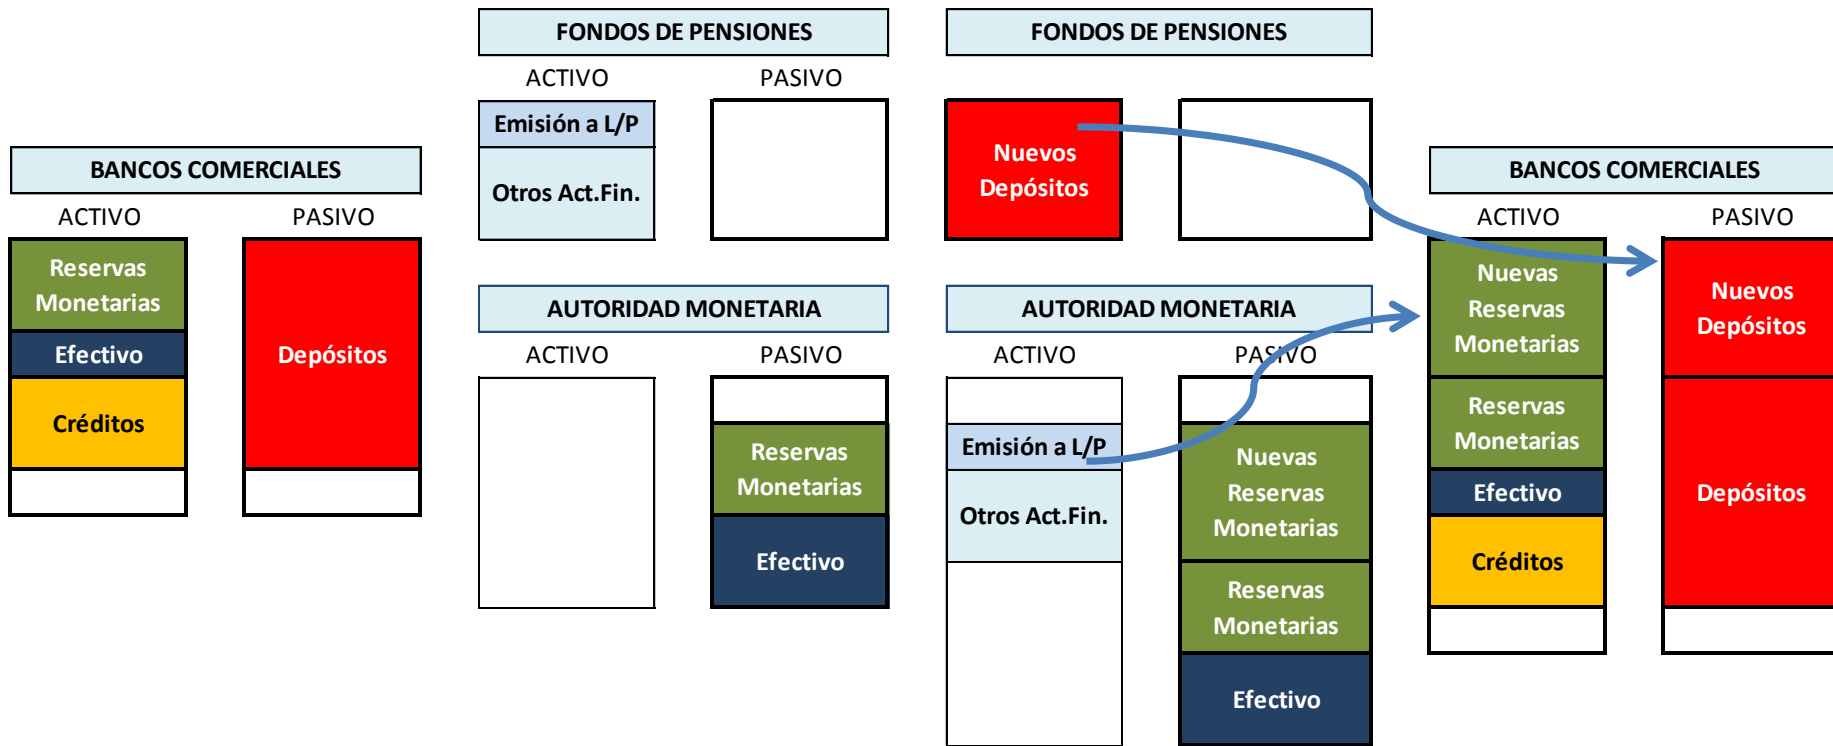 FONDOS DE PENSIONES
ACTIVO
PASIVO
Emisión a L/P
Otros Act.Fin.
FONDOS DE PENSIONES
Nuevos
Depósitos
BANCOS COMERCIALES
ACTIVO
PASIVO
Reservas
Monetarias
Efectivo
Créditos
Depósitos
AUTORIDAD MONETARIA
ACTIVO
PASIVO
Reservas
Monetarias
Efectivo
AUTORIDAD MONETARIA
ACTIVO
PASIVO
Emisión a L/P
Otros Act.Fin.
Nuevas
Reservas
Monetarias
Reservas
Monetarias
Efectivo
BANCOS COMERCIALES
ACTIVO
PASIVO
Nuevas
Reservas
Monetarias
Reservas
Monetarias
Efectivo
Créditos
Nuevos
Depósitos
Depósitos